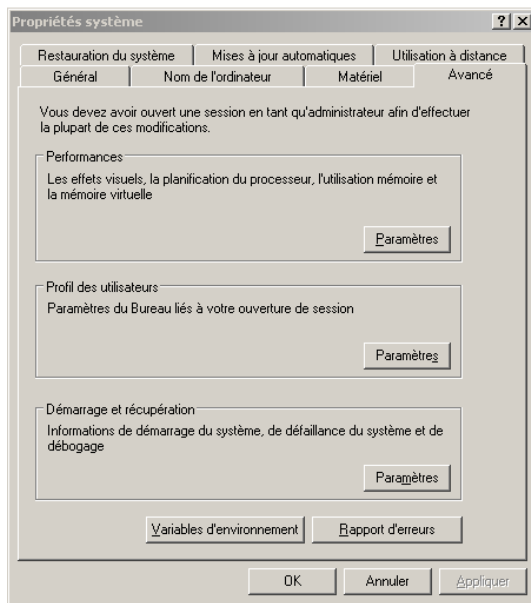 Propriétés système
Restauration du système
Mises à jour automatiques
Utilisation à distance
Général
Nom de l'ordinateur
Matériel
Avancé
Vous devez avoir ouvert une session en tant qu'administrateur afin d'effectuer
la plupart de ces modifications.
Performances
Les effets visuels, la planification du processeur, l'utilisation mémoire et
la mémoire virtuelle
Paramètres
Profil des utilisateurs
Paramètres du Bureau liés à votre ouverture de session
Paramètres
Démarrage et récupération
Informations de démarrage du système, de défaillance du système et de
débogage
Paramètres
Variables d'environnement
Rapport d'erreurs
OK
Annuler
Appliquer